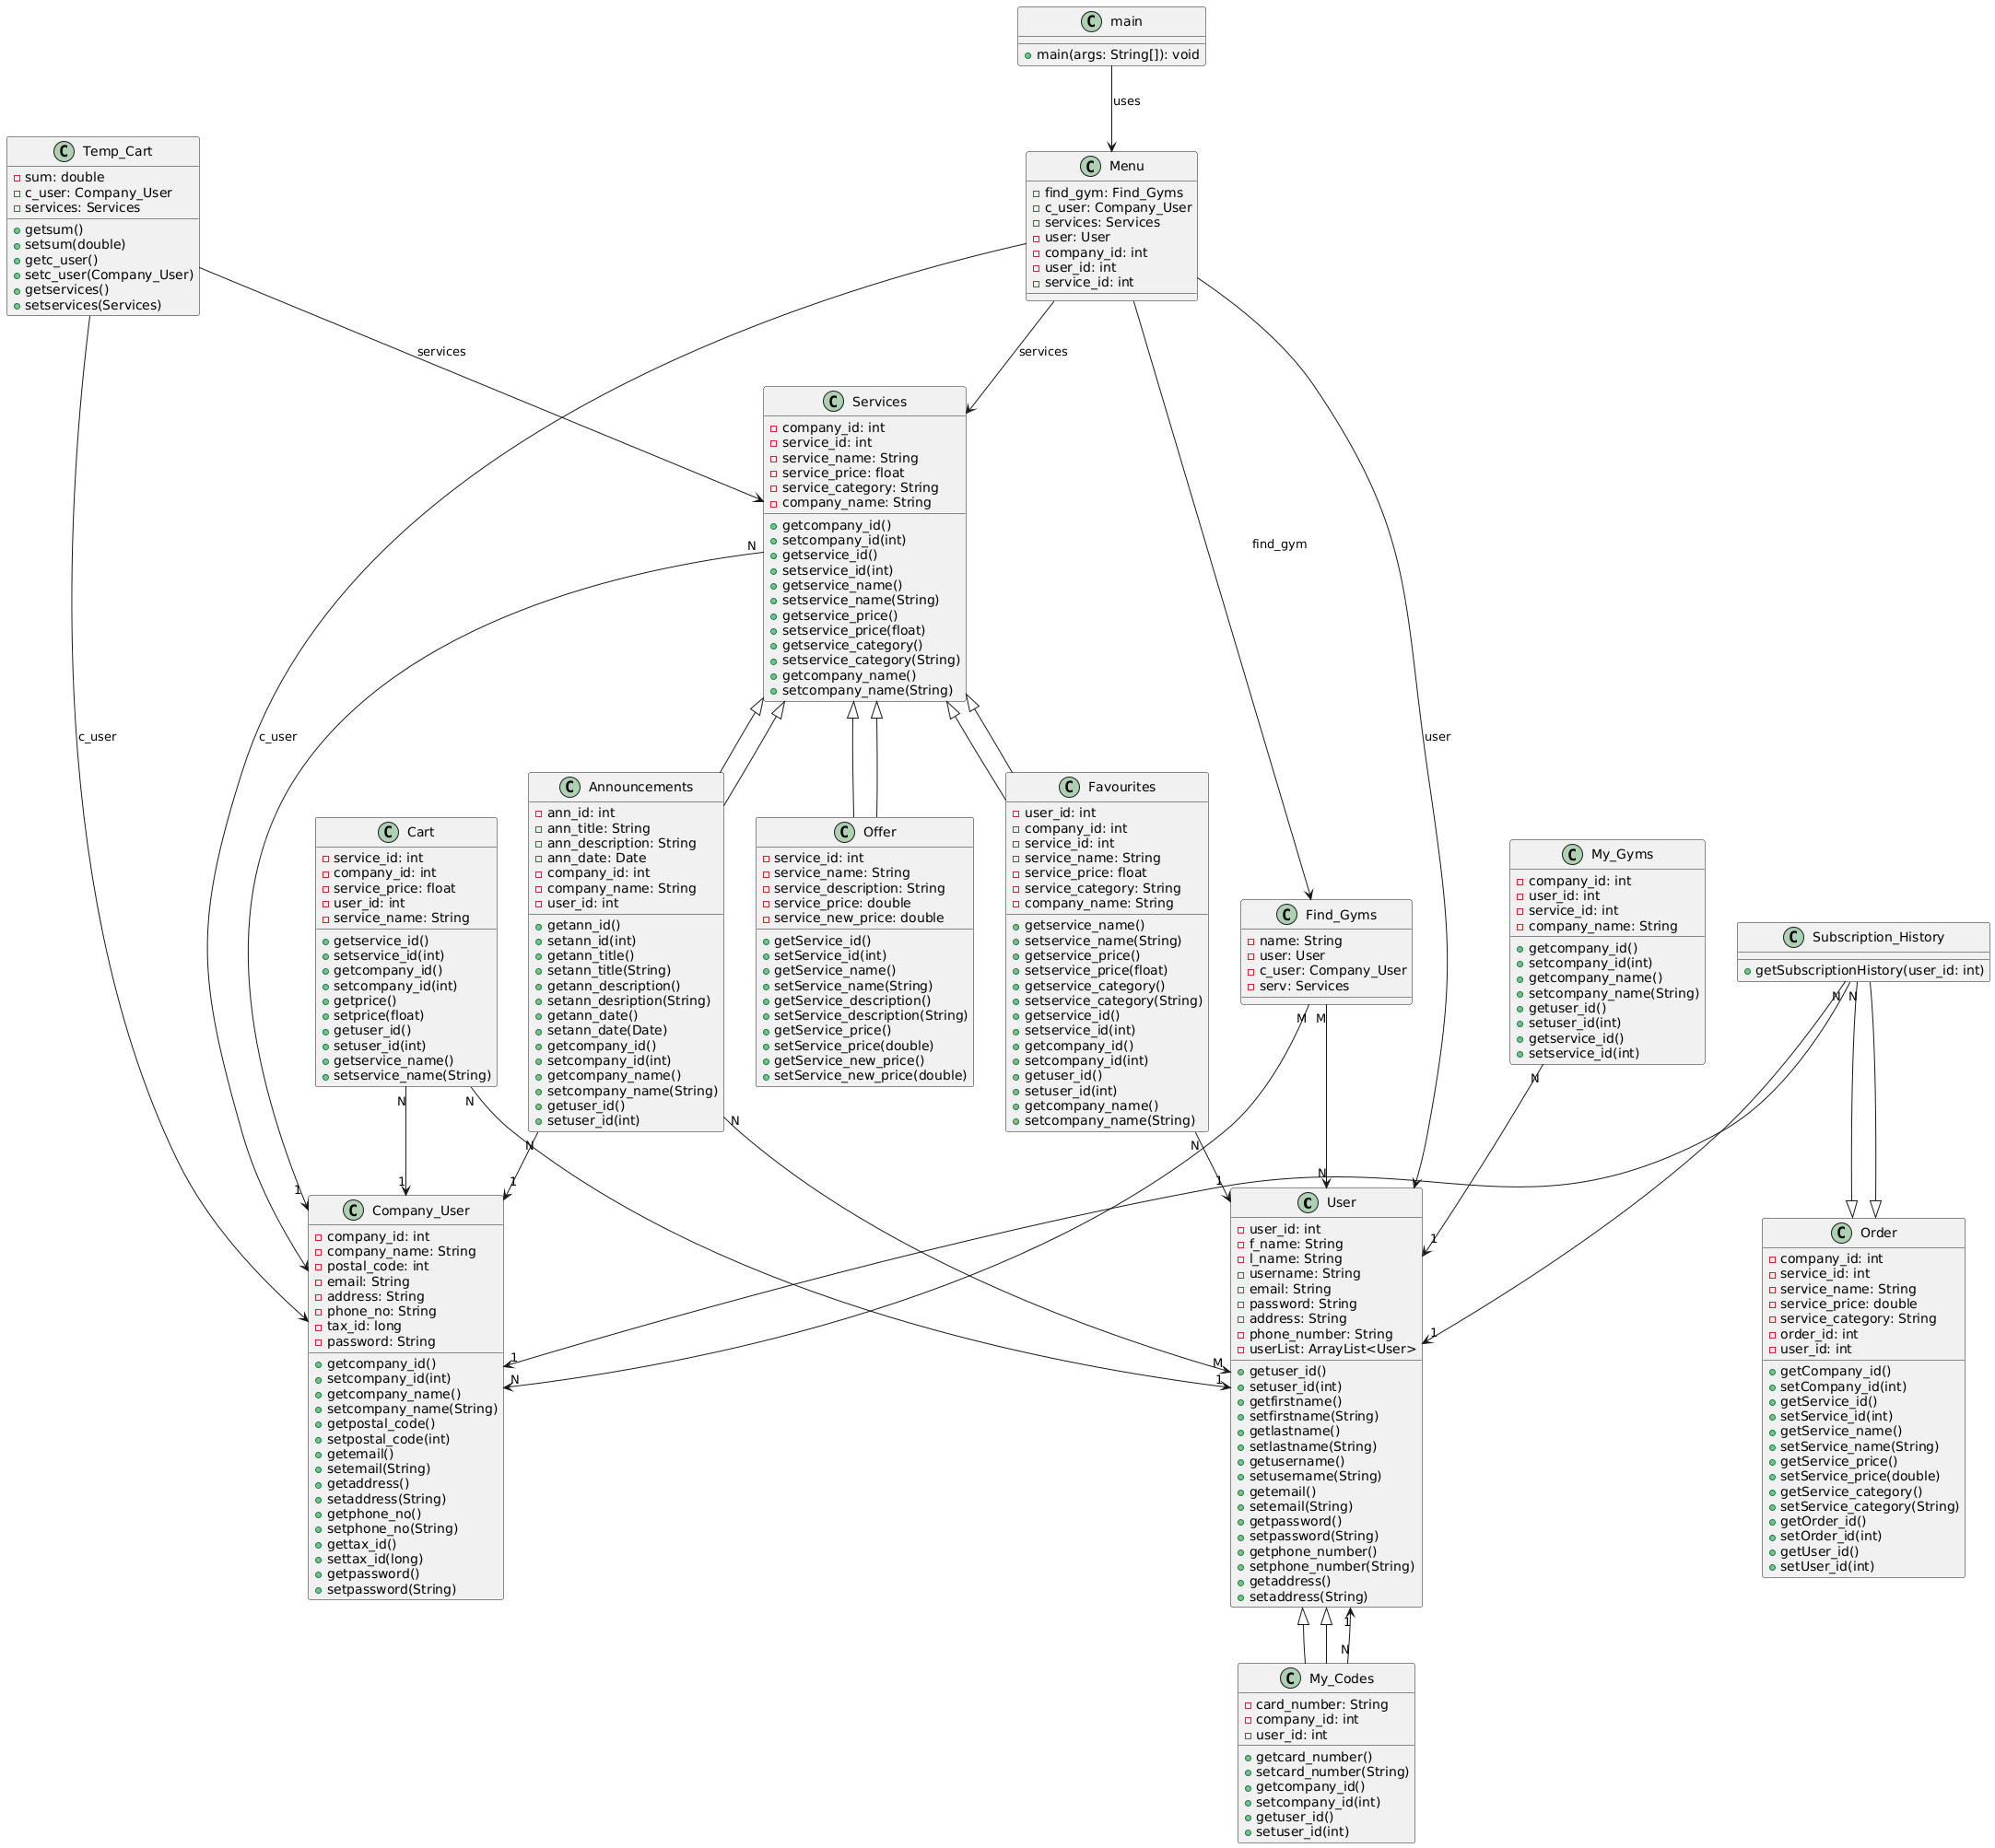 main
main(args: String[]): void
uses
Temp_Cart
sum: double
c_user: Company_User
services: Services
getsum()
setsum(double)
getc_user()
setc_user(Company_User)
getservices()
setservices(Services)
Menu
find_gym: Find_Gyms
c_user: Company_User
services: Services
user: User
company_id: int
user_id: int
service_id: int
services
services
Services
company_id: int
service_id: int
service_name: String
service_price: float
service_category: String
company_name: String
getcompany_id()
setcompany_id(int)
getservice_id()
setservice_id(int)
getservice_name()
setservice_name(String)
getservice_price()
setservice_price(float)
getservice_category()
setservice_category(String)
getcompany_name()
setcompany_name(String)
N
find_gym
c_user
c_user
user
Cart
service_id: int
company_id: int
service_price: float
user_id: int
service_name: String
getservice_id()
setservice_id(int)
getcompany_id()
setcompany_id(int)
getprice()
setprice(float)
getuser_id()
setuser_id(int)
getservice_name()
setservice_name(String)
Announcements
ann_id: int
ann_title: String
ann_description: String
ann_date: Date
company_id: int
company_name: String
user_id: int
getann_id()
setann_id(int)
getann_title()
setann_title(String)
getann_description()
setann_desription(String)
getann_date()
setann_date(Date)
getcompany_id()
setcompany_id(int)
getcompany_name()
setcompany_name(String)
getuser_id()
setuser_id(int)
Offer
service_id: int
service_name: String
service_description: String
service_price: double
service_new_price: double
getService_id()
setService_id(int)
getService_name()
setService_name(String)
getService_description()
setService_description(String)
getService_price()
setService_price(double)
getService_new_price()
setService_new_price(double)
Favourites
user_id: int
company_id: int
service_id: int
service_name: String
service_price: float
service_category: String
company_name: String
getservice_name()
setservice_name(String)
getservice_price()
setservice_price(float)
getservice_category()
setservice_category(String)
getservice_id()
setservice_id(int)
getcompany_id()
setcompany_id(int)
getuser_id()
setuser_id(int)
getcompany_name()
setcompany_name(String)
Find_Gyms
name: String
user: User
c_user: Company_User
serv: Services
My_Gyms
company_id: int
user_id: int
service_id: int
company_name: String
getcompany_id()
setcompany_id(int)
getcompany_name()
setcompany_name(String)
getuser_id()
setuser_id(int)
getservice_id()
setservice_id(int)
Subscription_History
getSubscriptionHistory(user_id: int)
N
N
M
M
N
N
N
N
N
N
1
1
1
N
1
Company_User
company_id: int
company_name: String
postal_code: int
email: String
address: String
phone_no: String
tax_id: long
password: String
getcompany_id()
setcompany_id(int)
getcompany_name()
setcompany_name(String)
getpostal_code()
setpostal_code(int)
getemail()
setemail(String)
getaddress()
setaddress(String)
getphone_no()
setphone_no(String)
gettax_id()
settax_id(long)
getpassword()
setpassword(String)
1
N
M
1
1
1
User
user_id: int
f_name: String
l_name: String
username: String
email: String
password: String
address: String
phone_number: String
userList: ArrayList<User>
getuser_id()
setuser_id(int)
getfirstname()
setfirstname(String)
getlastname()
setlastname(String)
getusername()
setusername(String)
getemail()
setemail(String)
getpassword()
setpassword(String)
getphone_number()
setphone_number(String)
getaddress()
setaddress(String)
Order
company_id: int
service_id: int
service_name: String
service_price: double
service_category: String
order_id: int
user_id: int
getCompany_id()
setCompany_id(int)
getService_id()
setService_id(int)
getService_name()
setService_name(String)
getService_price()
setService_price(double)
getService_category()
setService_category(String)
getOrder_id()
setOrder_id(int)
getUser_id()
setUser_id(int)
1
N
My_Codes
card_number: String
company_id: int
user_id: int
getcard_number()
setcard_number(String)
getcompany_id()
setcompany_id(int)
getuser_id()
setuser_id(int)